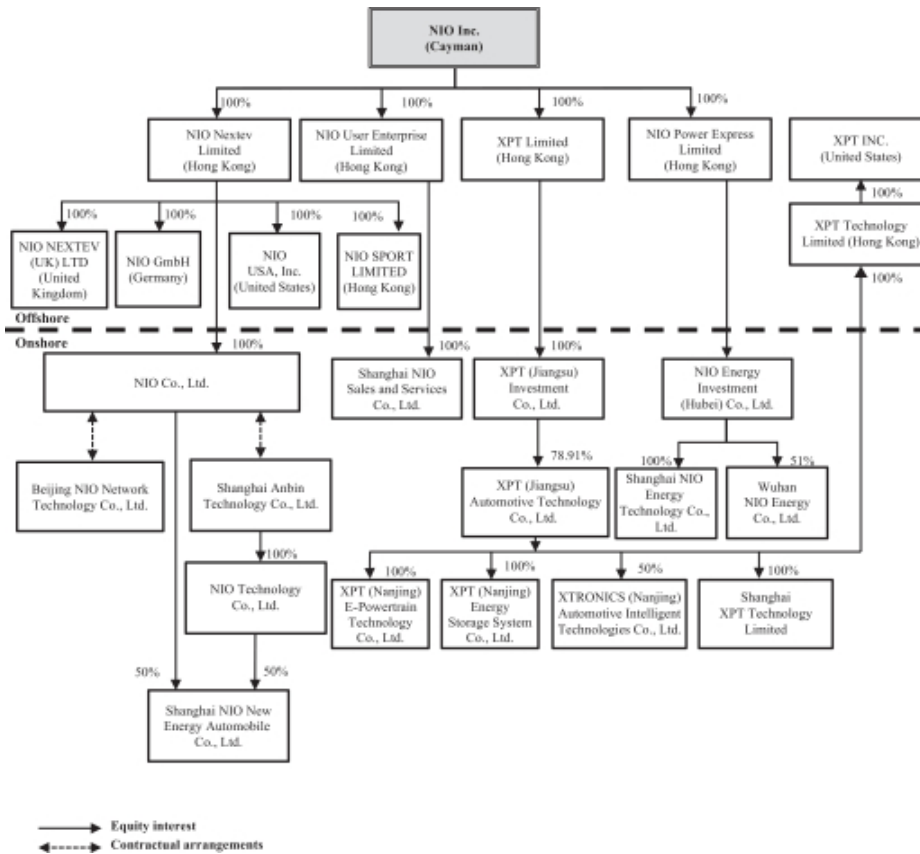 NIO Inc.
(Cayman)
100%
100%
100%
100%
NIO Nextev
Limited
(Hong Kong)
NIO User Enterprise
Limited
(Hong Kong)
XPT Limited
(Hong Kong)
NIO Power Express
Limited
(Hong Kong)
XPT INC.
(United States)
100%
XPT Technology
Limited (Hong Kong)
100%
100%
100%
100%
100%
NIO NEXTEV
(UK) LTD
(United
Kingdom)
NIO GmbH
(Germany)
NIO
USA, Inc.
(United States)
NIO SPORT
LIMITED
(Hong Kong)
Offshore
Onshore
100%
100%
100%
100%
NIO Co., Ltd.
Shanghai NIO
Sales and Services
Co., Ltd.
XPT (Jiangsu)
Investment
Co., Ltd.
NIO Energy
Investment
(Hubei) Co., Ltd.
78.91%
100%
51%
Beijing NIO Network
Technology Co., Ltd.
Shanghai Anbin
Technology Co., Ltd.
XPT (Jiangsu)
Automotive Technology
Co., Ltd.
Shanghai NIO
Energy
Technology Co.,
Ltd.
Wuhan
NIO Energy
Co., Ltd.
100%
100%
100%
50%
100%
NIO Technology
Co., Ltd.
XPT (Nanjing)
E-Powertrain
Technology
Co., Ltd.
XPT (Nanjing)
Energy
Storage System
Co., Ltd.
XTRONICS (Nanjing)
Automotive Intelligent
Technologies Co., Ltd.
Shanghai
XPT Technology
Limited
50%
50%
Shanghai NIO New
Energy Automobile
Co., Ltd.
Equity interest
Contractual arrangements